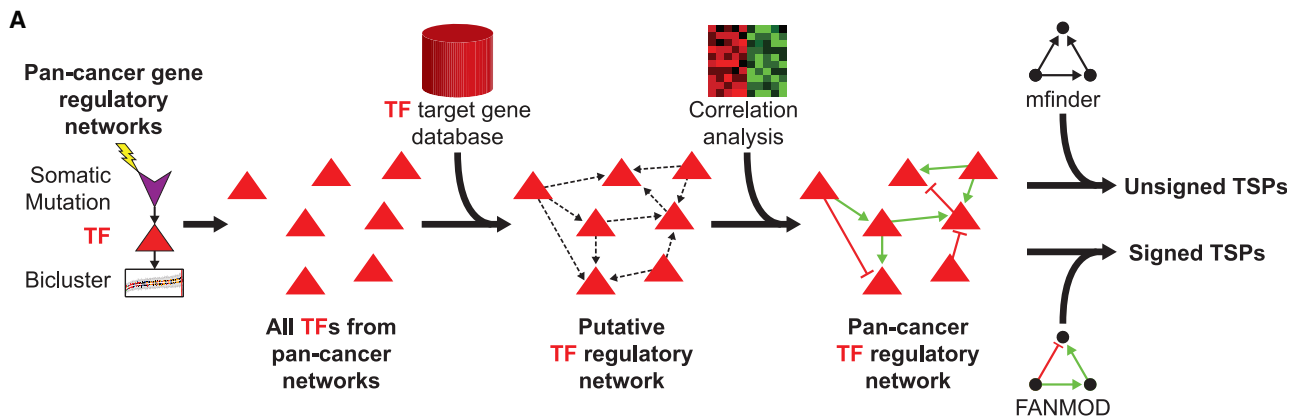 A
Pan-cancer gene
regulatory
networks
Somatic
Mutation
TF
Bicluster
All TFs from
pan-cancer
networks
TF target gene
database
Putative
TF regulatory
network
Correlation
analysis
Pan-cancer
TF regulatory
network
mfinder
Unsigned TSPs
Signed TSPs
FANMOD